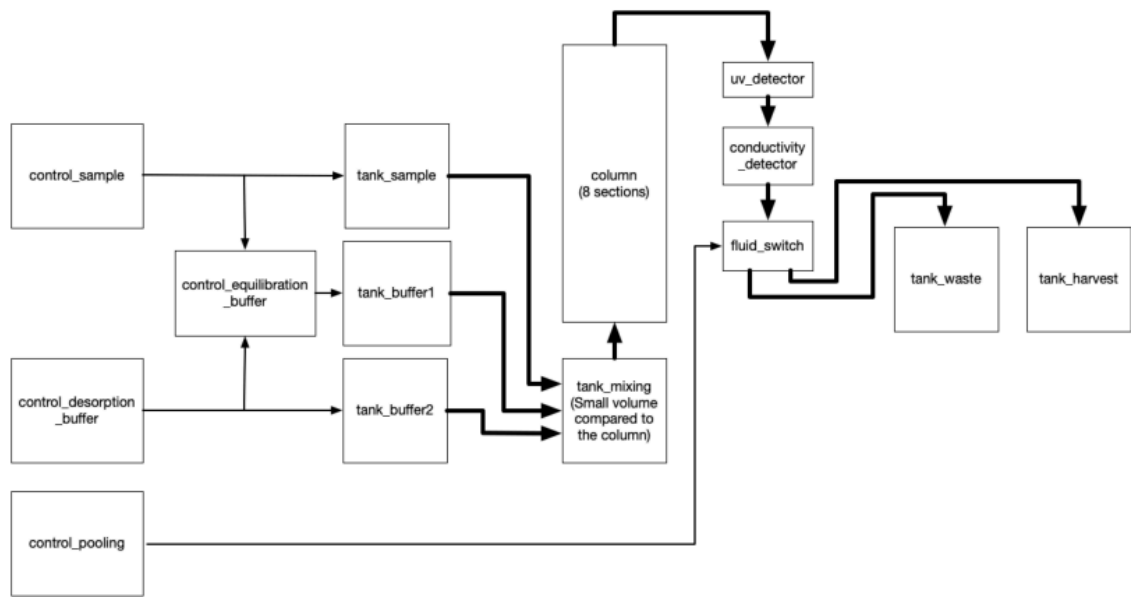 uv_detector
conductivity
_detector
control_sample
tank_sample
column
(8 sections)
fluid_switch
control_equilibration
_buffer
tank_buffer1
tank_waste
tank_harvest
control_desorption
_buffer
tank_buffer2
tank_mixing
(Small volume
compared to
the column)
control_pooling